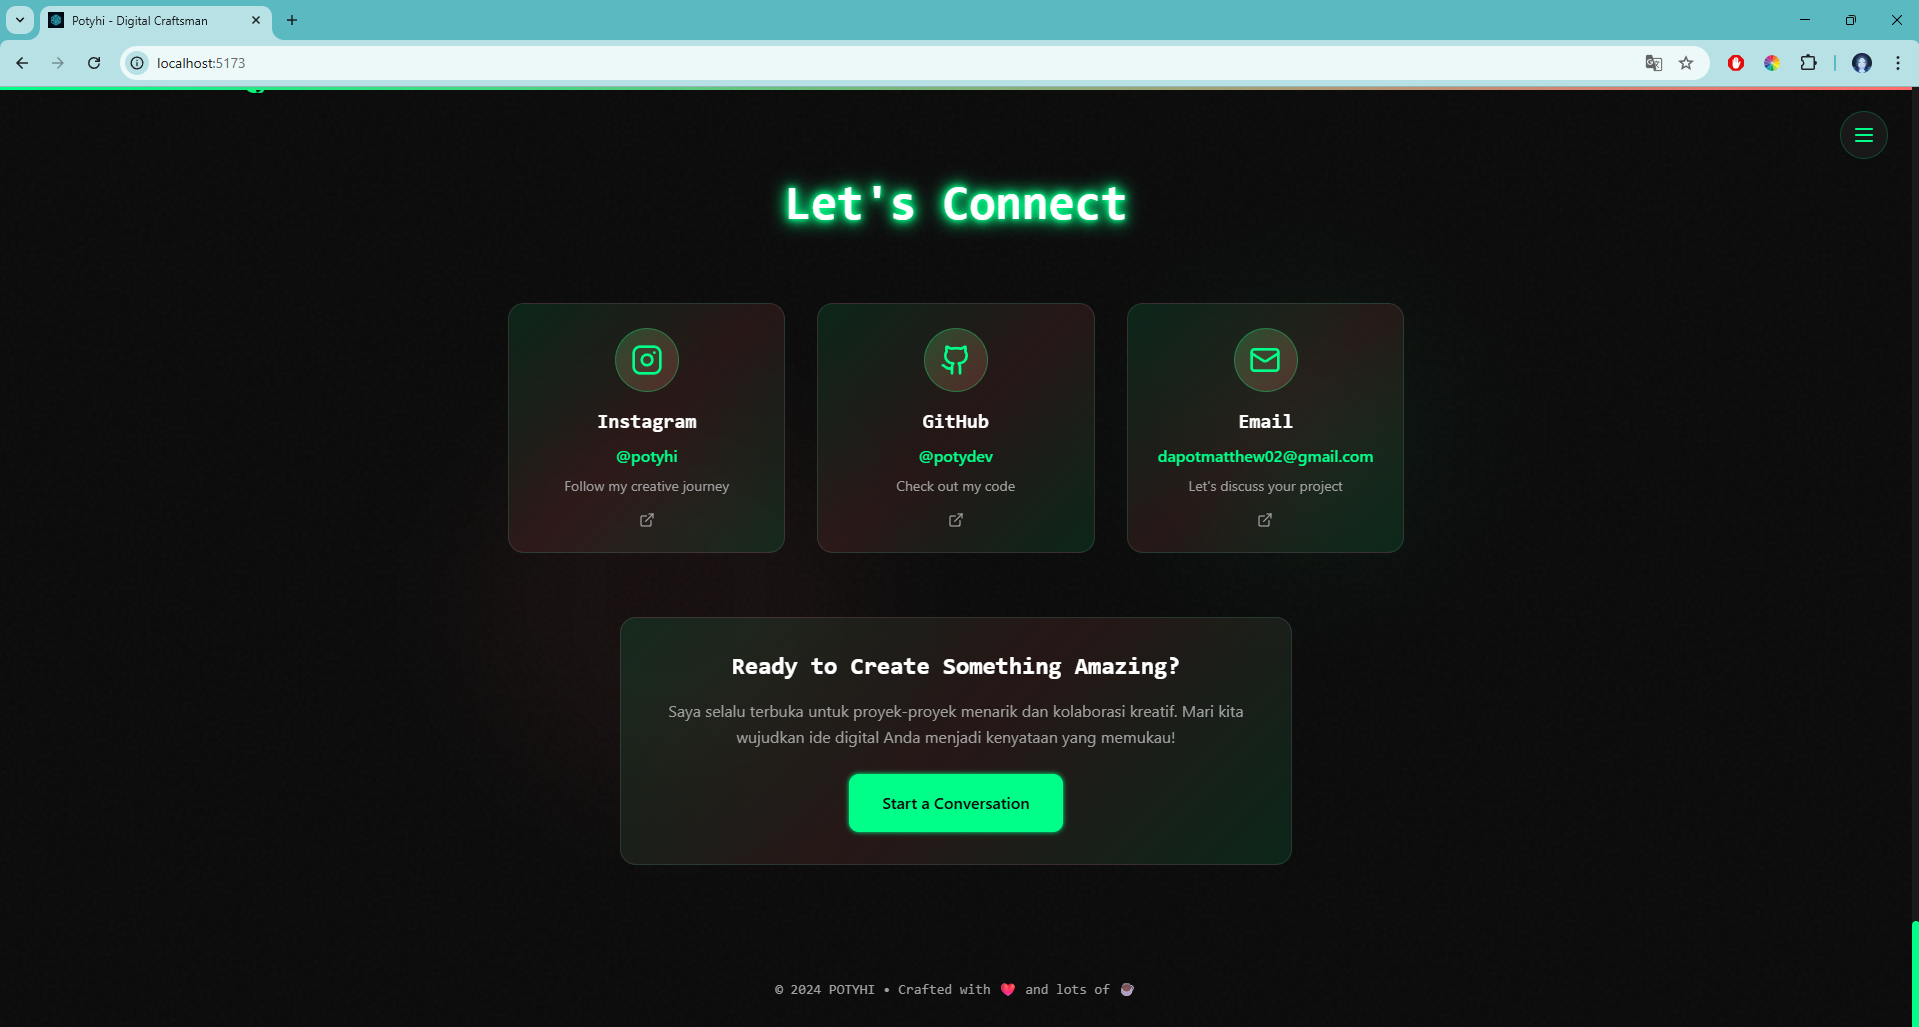 Potyhi - Digital Craftsman
localhost:5173
Let's Connect
Instagram
@potyhi
Follow my creative journey
GitHub
@potydev
Check out my code
Email
dapotmatthew02@gmail.com
Let's discuss your project
Ready to Create Something Amazing?
Saya selalu terbuka untuk proyek-proyek menarik dan kolaborasi kreatif. Mari kita
wujudkan ide digital Anda menjadi kenyataan yang memukau!
Start a Conversation
© 2024 POTYHI • Crafted with ❤️ and lots of ☕